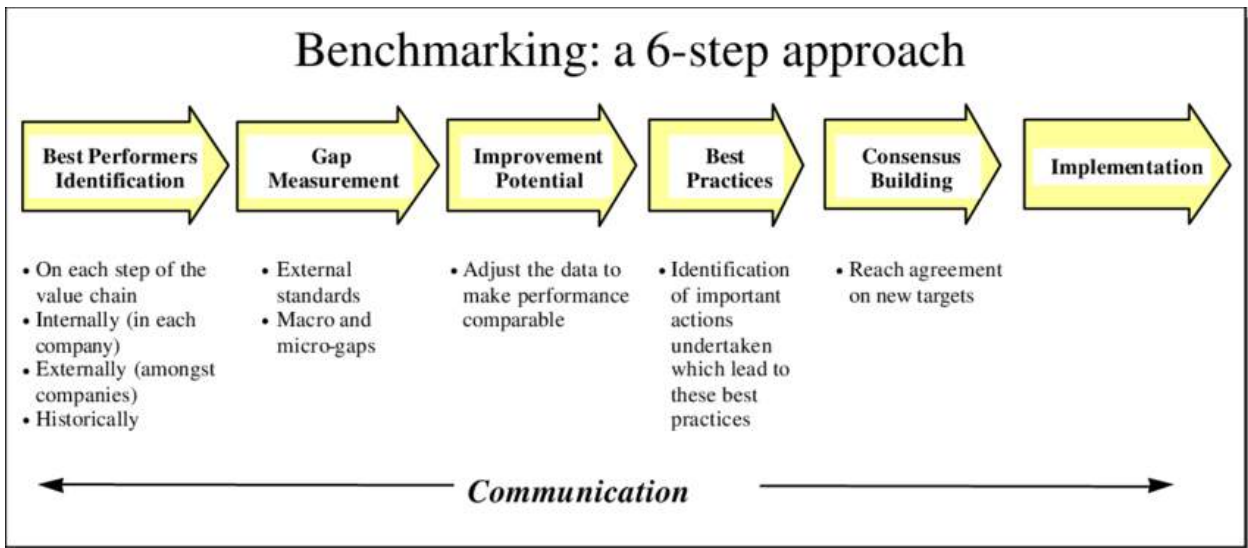 Benchmarking: a 6-step approach
Best Performers
Identification
Gap
Measurement
Improvement
Potential
Best
Practices
Consensus
Building
Implementation
• On each step of the
value chain
• Internally (in each
company)
• Externally (amongst
companies)
• Historically
• External
standards
• Macro and
micro-gaps
• Adjust the data to
make performance
comparable
• Identification
of important
actions
undertaken
which lead to
these best
practices
• Reach agreement
on new targets
Communication